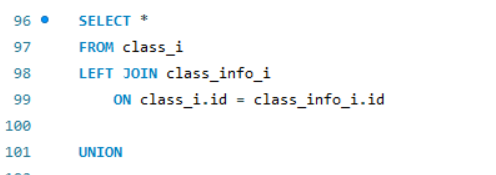 96 SELECT *
97 FROM class_i
98 LEFT JOIN class_info_i
99 ON class_i.id = class_info_i.id
100
101 UNION